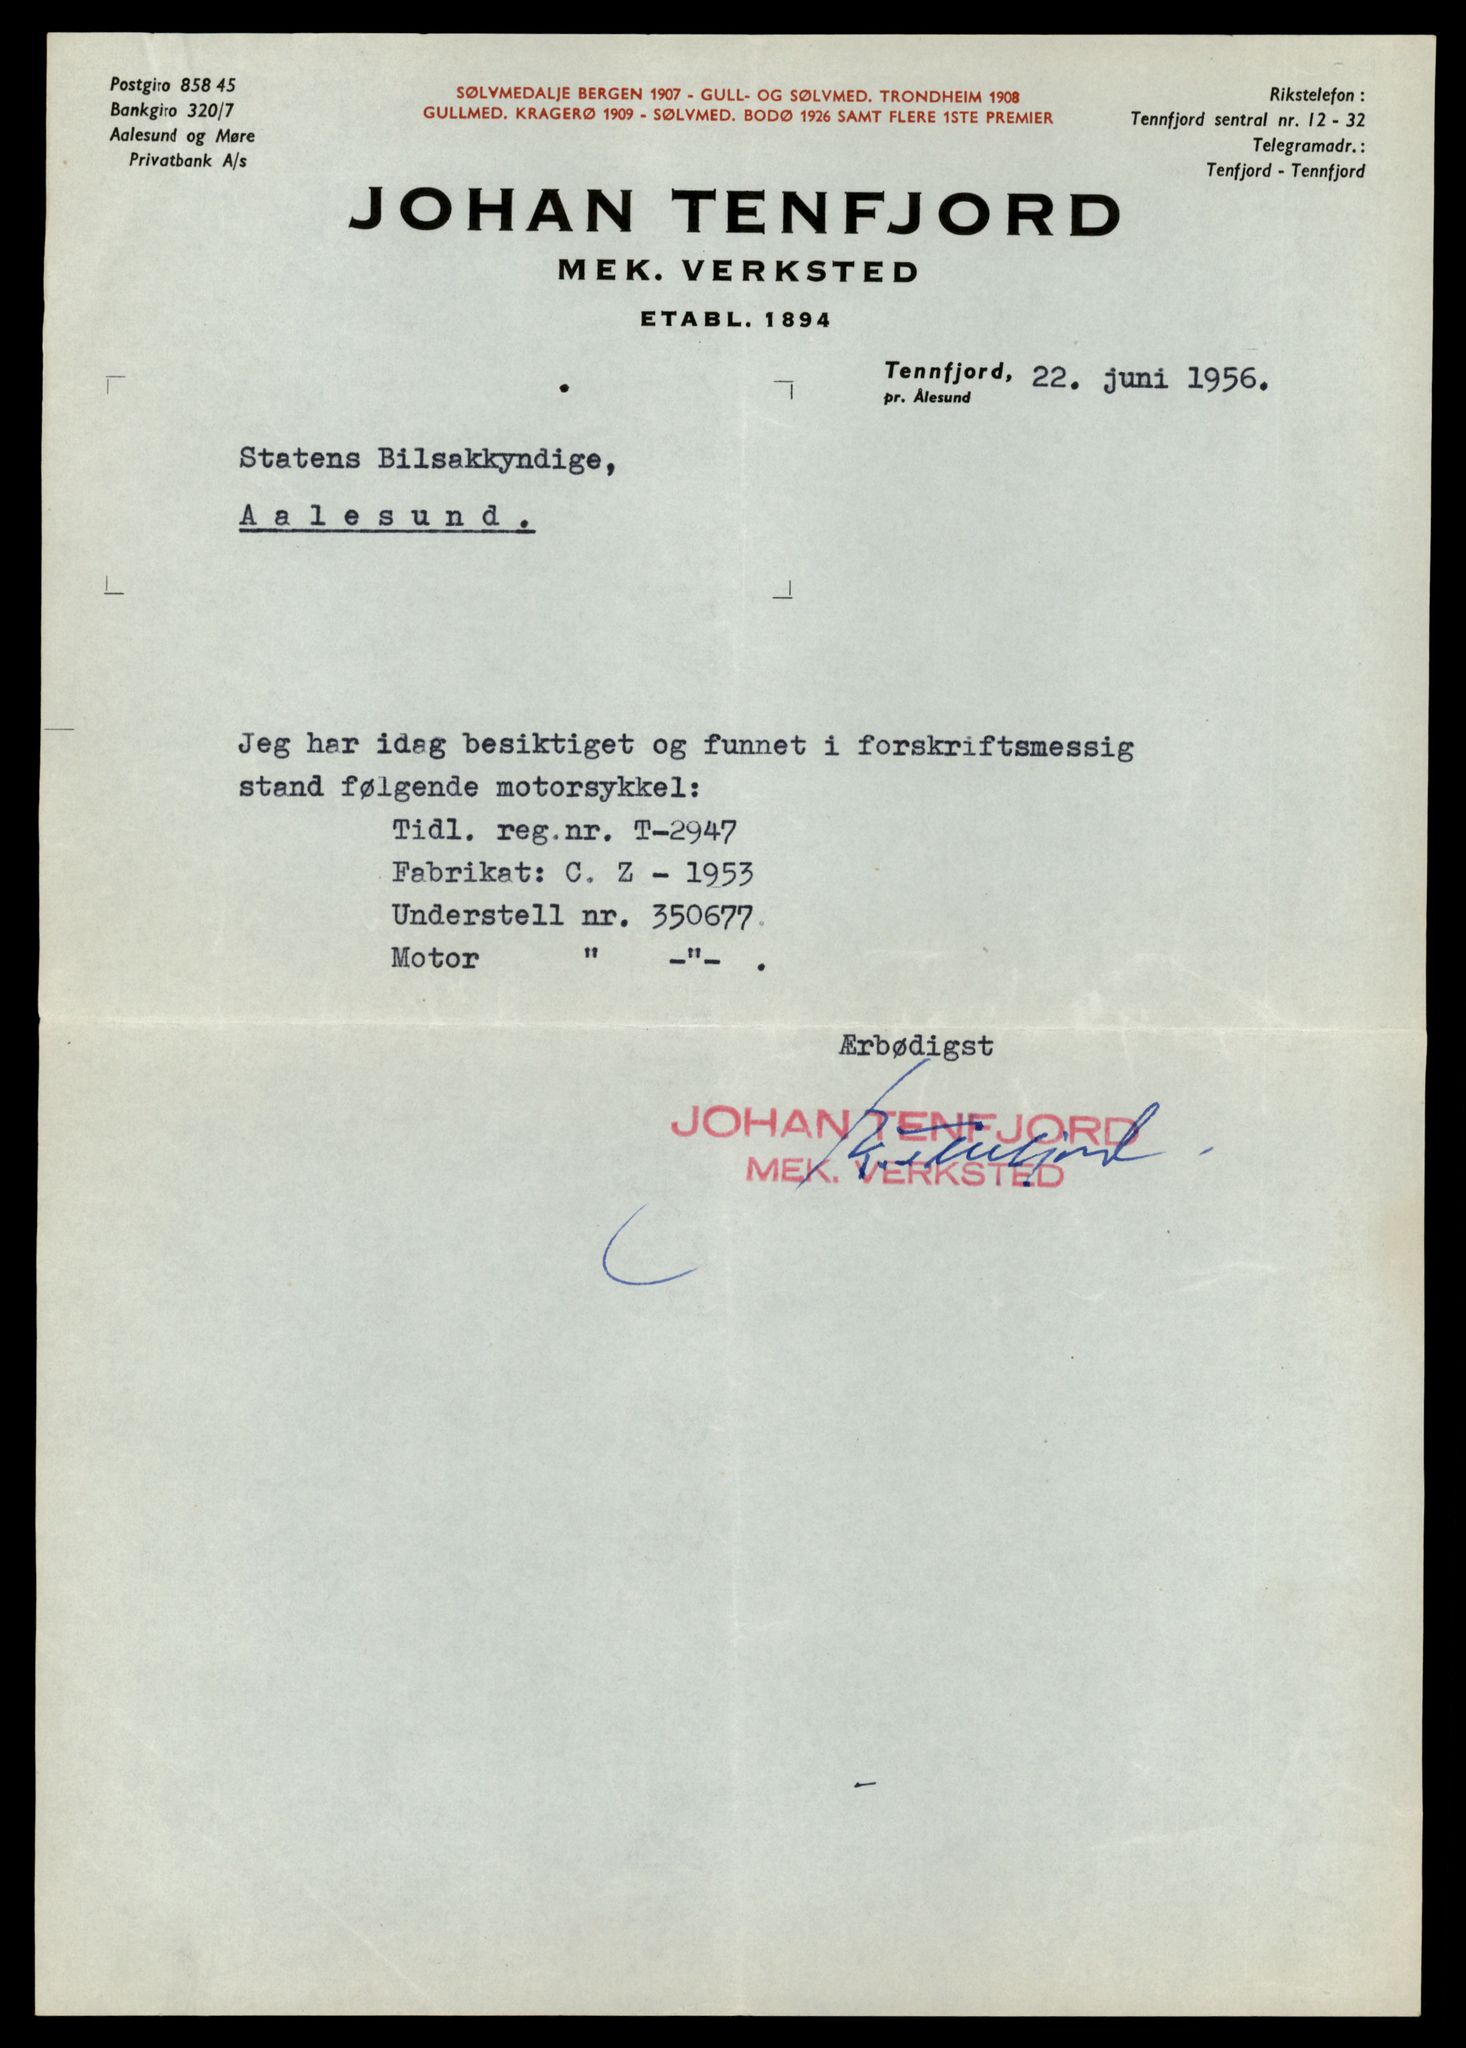 Postgiro 858 45
Bankgiro 320/7
Aalesund og Møre
Privatbank A/s
SØLVMEDALJE BERGEN 1907 - GULL- OG SØLVMED. TRONDHEIM 1908
GULLMED. KRAGERØ 1909 - SØLVMED. BODØ 1926 SAMT FLERE 1STE PREMIER
Rikstelefon :
Tennfjord sentral nr. 12 - 32
Telegramadr. :
Tenfjord - Tennfjord
JOHAN TENFJORD
MEK. VERKSTED
ETABL. 1894
Tennfjord, 22. juni 1956.
pr. Ålesund
Statens Bilsakkyndige,
Aalesund.
Jeg har idag besiktiget og funnet i forskriftsmessig
stand følgende motorsykkel:
Tidl. reg.nr. T-2947
Fabrikat: C. Z - 1953
Understell nr. 350677.
Motor " -"- .
Ærbødigst
JOHAN TENFJORD
MEK. VERKSTED